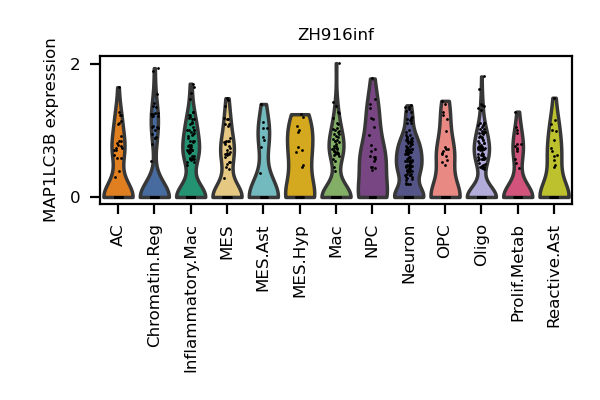 ZH916inf
MAP1LC3B expression
2
0
AC
Chromatin.Reg
Inflammatory.Mac
MES
MES.Ast
MES.Hyp
Mac
NPC
Neuron
OPC
Oligo
Prolif.Metab
Reactive.Ast